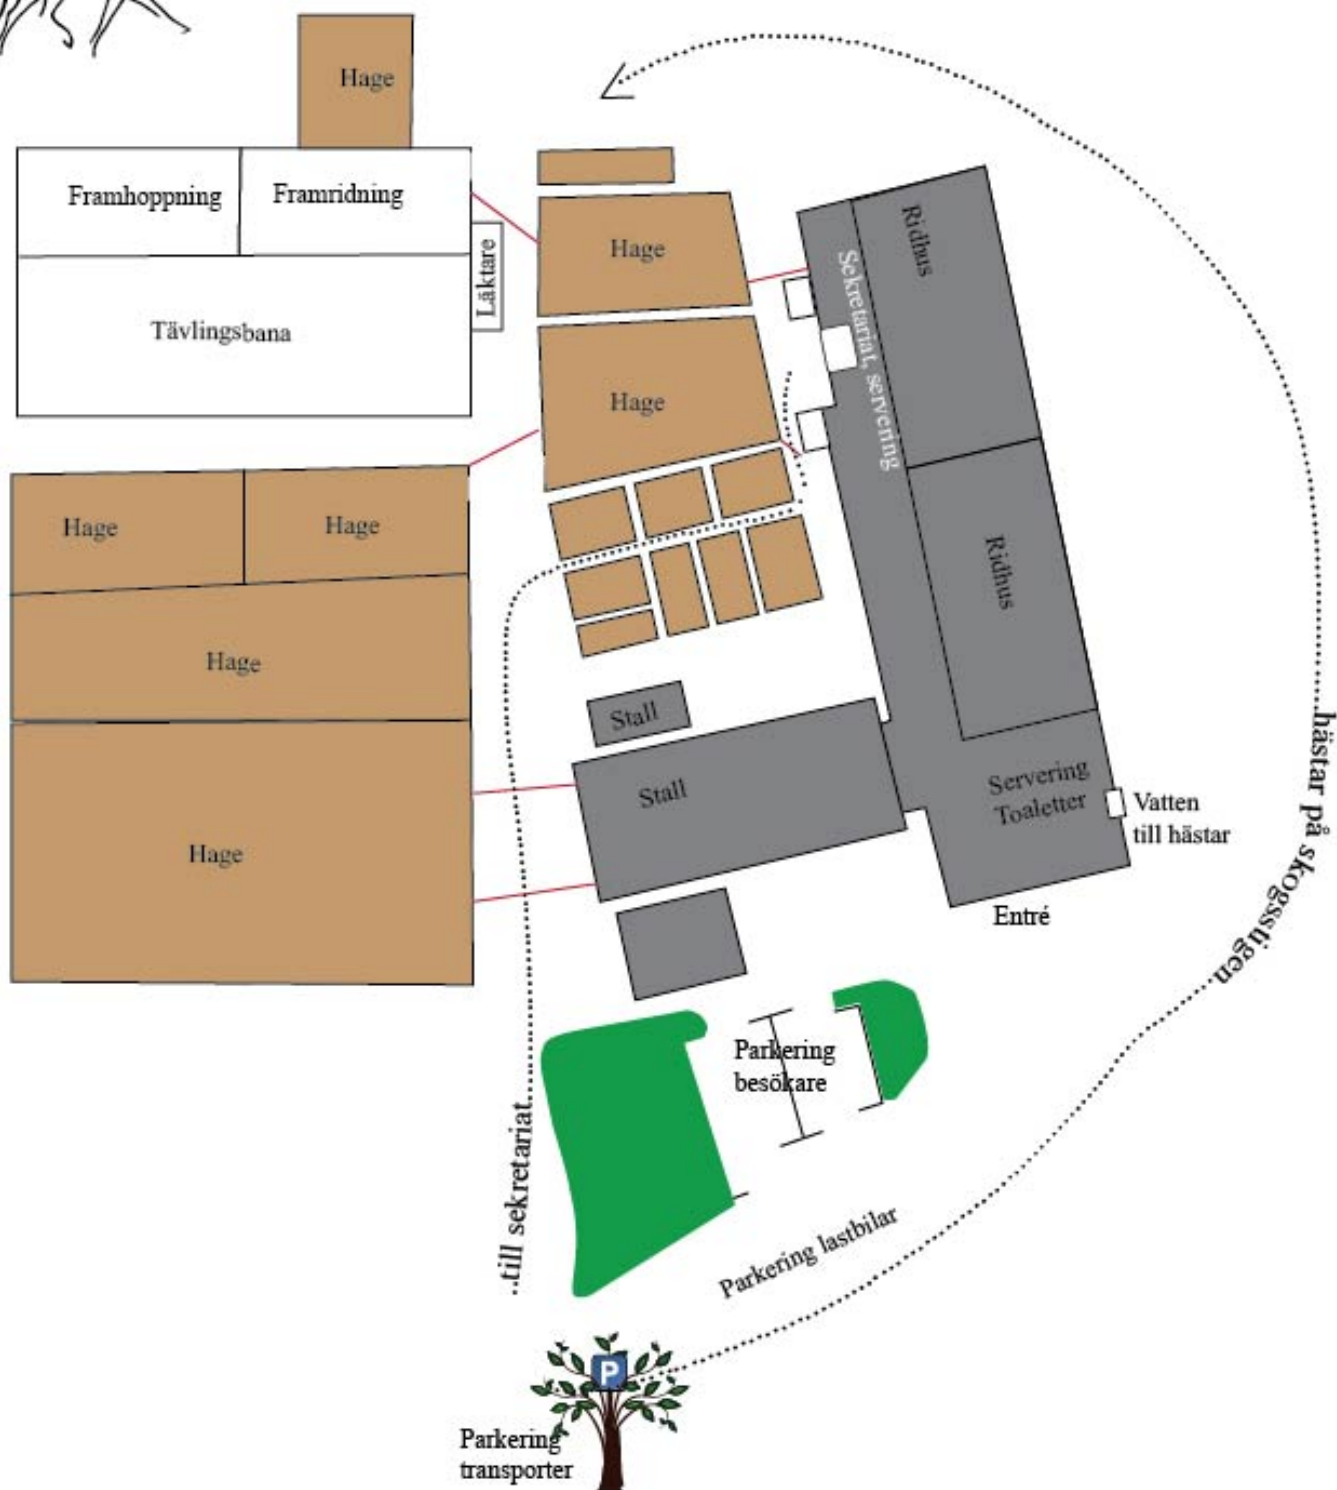 Hage
Framhoppning
Framridning
Läktare
Tävlingsbana
Hage
Hage
Ridhus
Sekretariat, servering
Ridhus
Hage
Hage
Hage
Hage
Stall
Stall
Servering
Toaletter
Vatten
till hästar
Entré
hästar på skogsstigen
Parkering
besökare
till sekretariat
Parkering lastbilar
P
Parkering
transporter